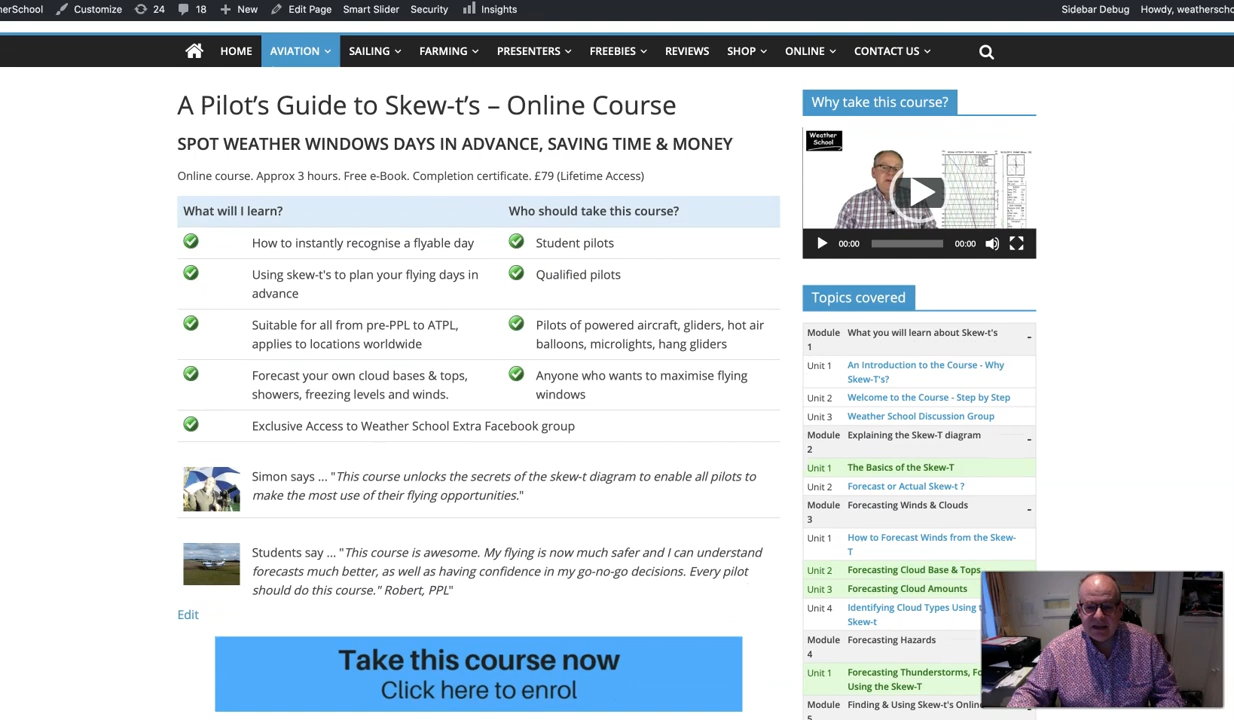 herSchool Customize 24 18 New Edit Page Smart Slider Security Insights Sidebar Debug Howdy, weatherscho
HOME AVIATION SAILING FARMING PRESENTERS FREEBIES REVIEWS SHOP ONLINE CONTACT US
A Pilot's Guide to Skew-t's – Online Course
SPOT WEATHER WINDOWS DAYS IN ADVANCE, SAVING TIME & MONEY
Online course. Approx 3 hours. Free e-Book. Completion certificate. £79 (Lifetime Access)
What will I learn? Who should take this course?
How to instantly recognise a flyable day Student pilots
Using skew-t's to plan your flying days in Qualified pilots
advance
Suitable for all from pre-PPL to ATPL, Pilots of powered aircraft, gliders, hot air
applies to locations worldwide balloons, microlights, hang gliders
Forecast your own cloud bases & tops, Anyone who wants to maximise flying
showers, freezing levels and winds. windows
Exclusive Access to Weather School Extra Facebook group
Simon says ... "This course unlocks the secrets of the skew-t diagram to enable all pilots to
make the most use of their flying opportunities."
Students say ... "This course is awesome. My flying is now much safer and I can understand
forecasts much better, as well as having confidence in my go-no-go decisions. Every pilot
should do this course." Robert, PPL"
Edit
Take this course now
Click here to enrol
Why take this course?
Weather
School
00:00 00:00
Topics covered
Module What you will learn about Skew-t's -
1
Unit 1 An Introduction to the Course - Why
Skew-T's?
Unit 2 Welcome to the Course - Step by Step
Unit 3 Weather School Discussion Group
Module Explaining the Skew-T diagram -
2
Unit 1 The Basics of the Skew-T
Unit 2 Forecast or Actual Skew-t ?
Module Forecasting Winds & Clouds -
3
Unit 1 How to Forecast Winds from the Skew-
T
Unit 2 Forecasting Cloud Base & Tops
Unit 3 Forecasting Cloud Amounts
Unit 4 Identifying Cloud Types Using t
Skew-t
Module Forecasting Hazards
4
Unit 1 Forecasting Thunderstorms, Fo
Using the Skew-T
Module Finding & Using Skew-t's Online
5